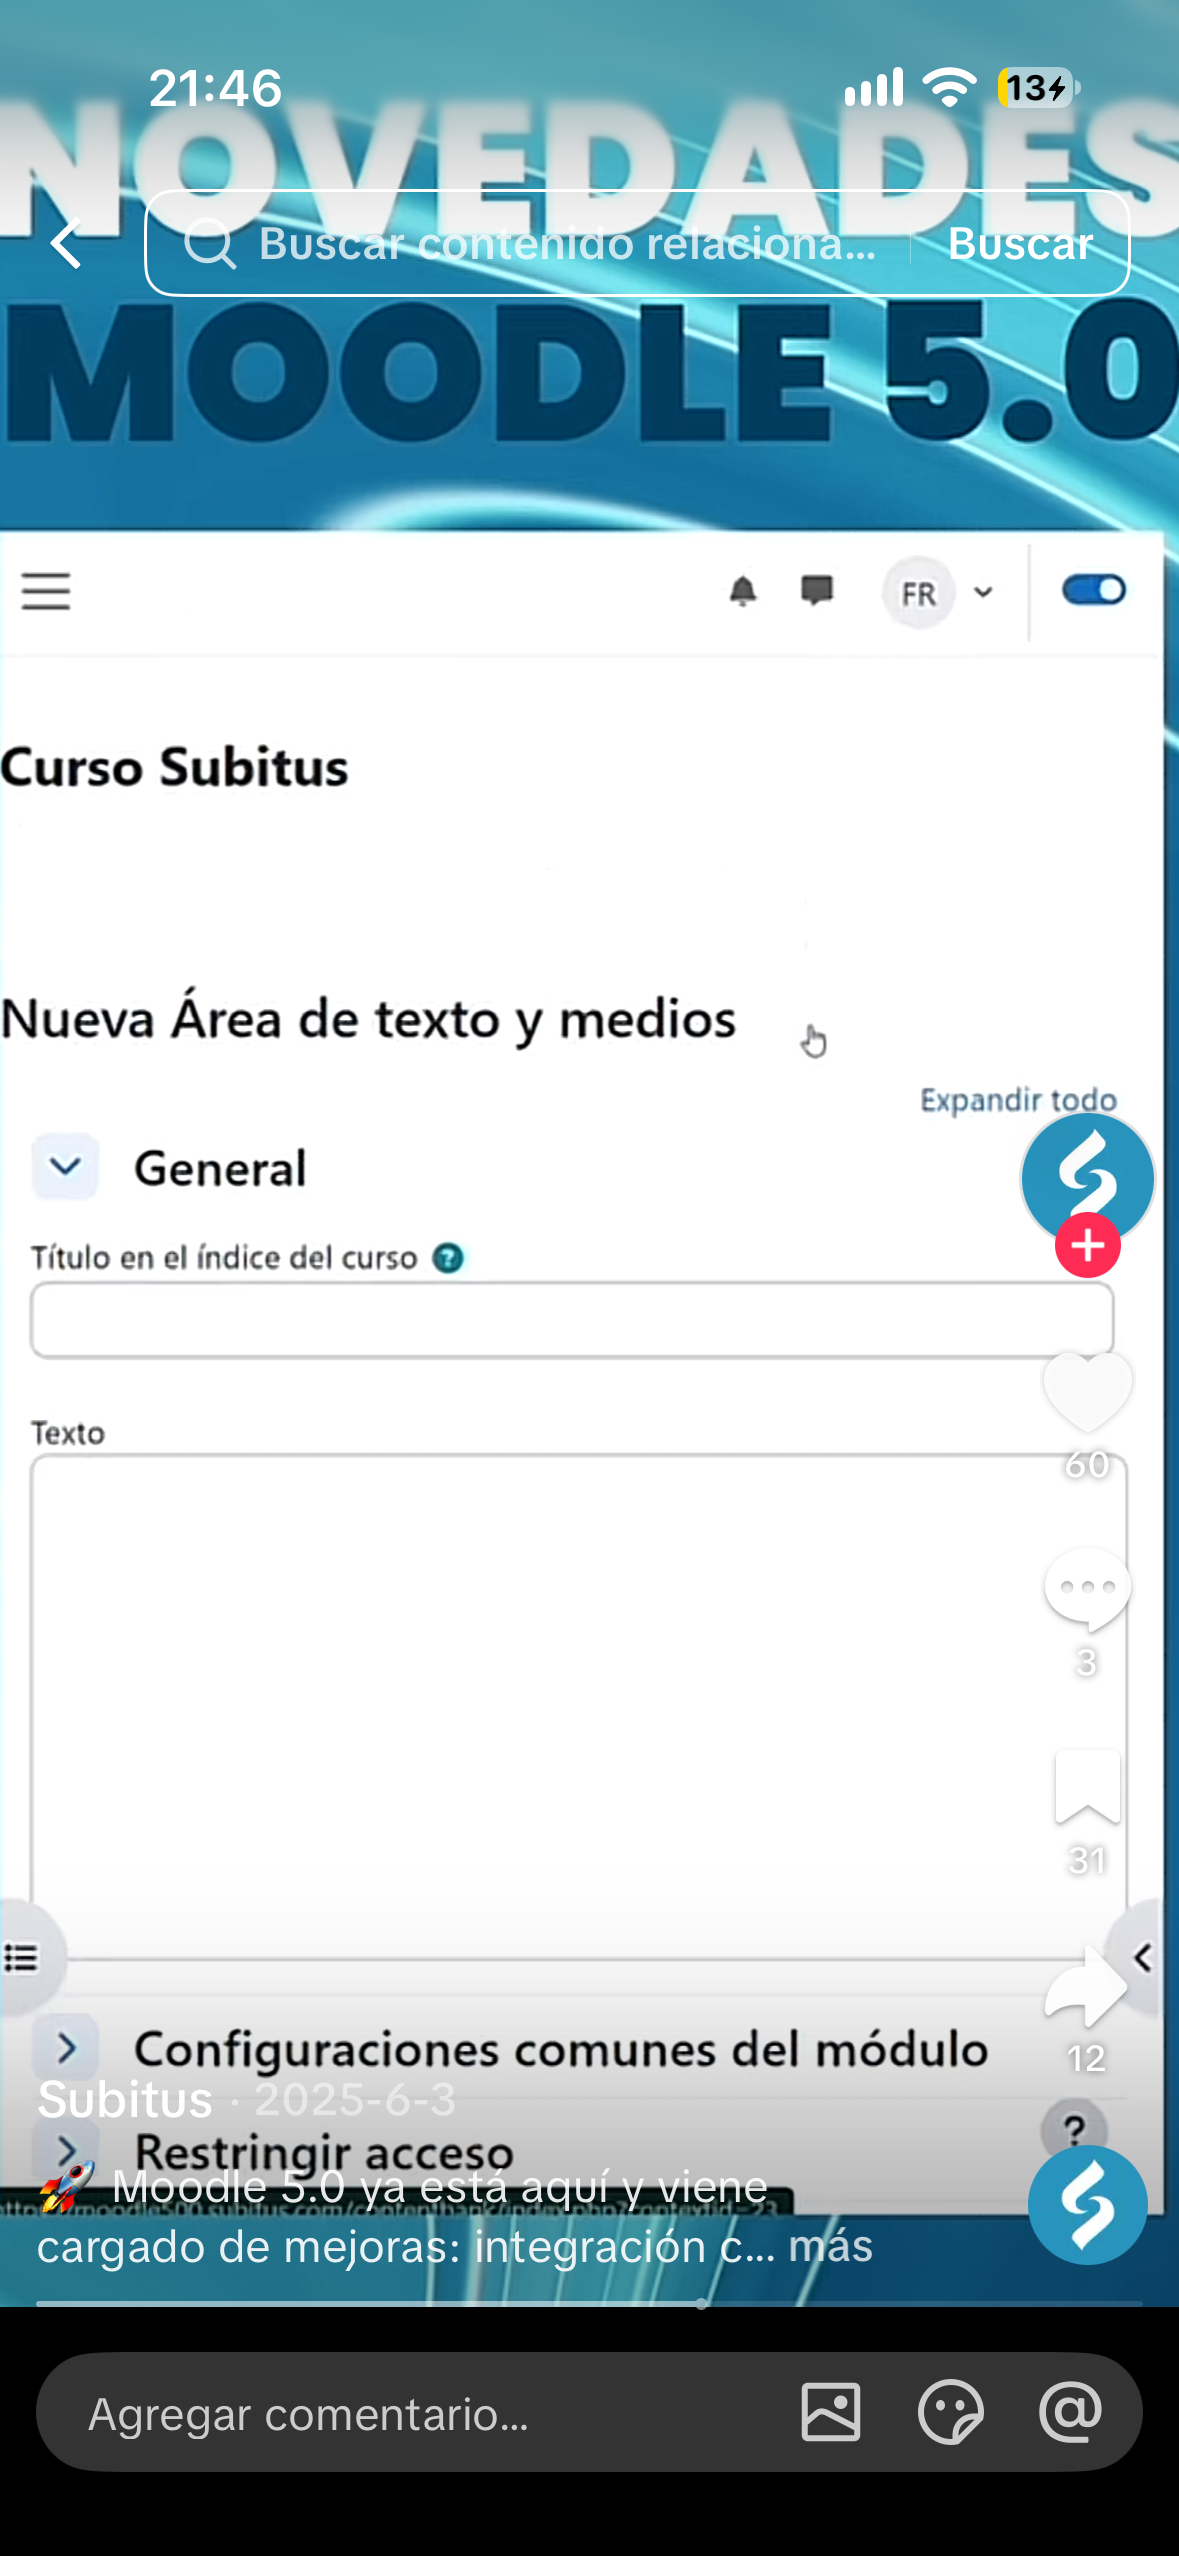 21:46
13
NOVEDADES
Buscar contenido relaciona...
Buscar
MOODLE 5.0
FR
Curso Subitus
Nueva Área de texto y medios
Expandir todo
General
Título en el índice del curso ?
Texto
60
3
31
12
Configuraciones comunes del módulo
Subitus · 2025-6-3
Restringir acceso
?
🚀 Moodle 5.0 ya está aquí y viene
cargado de mejoras: integración c... más
Agregar comentario...